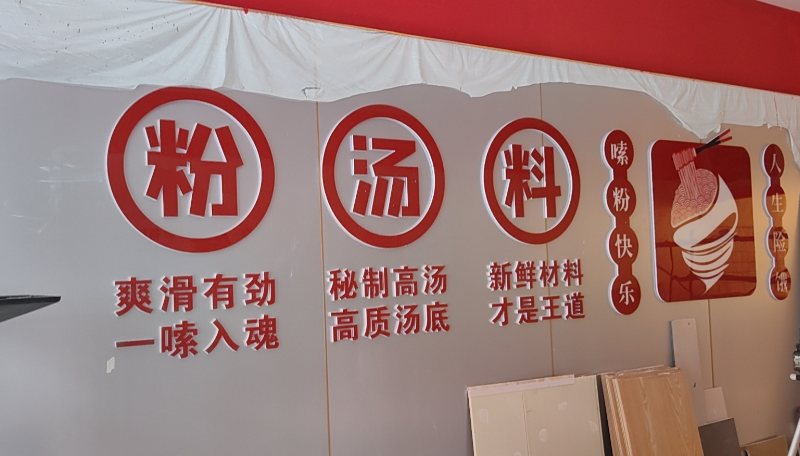 粉
爽滑有劲
一嗦入魂
汤
秘制高汤
高质汤底
料
新鲜材料
才是王道
嗦粉快乐
人生险饿